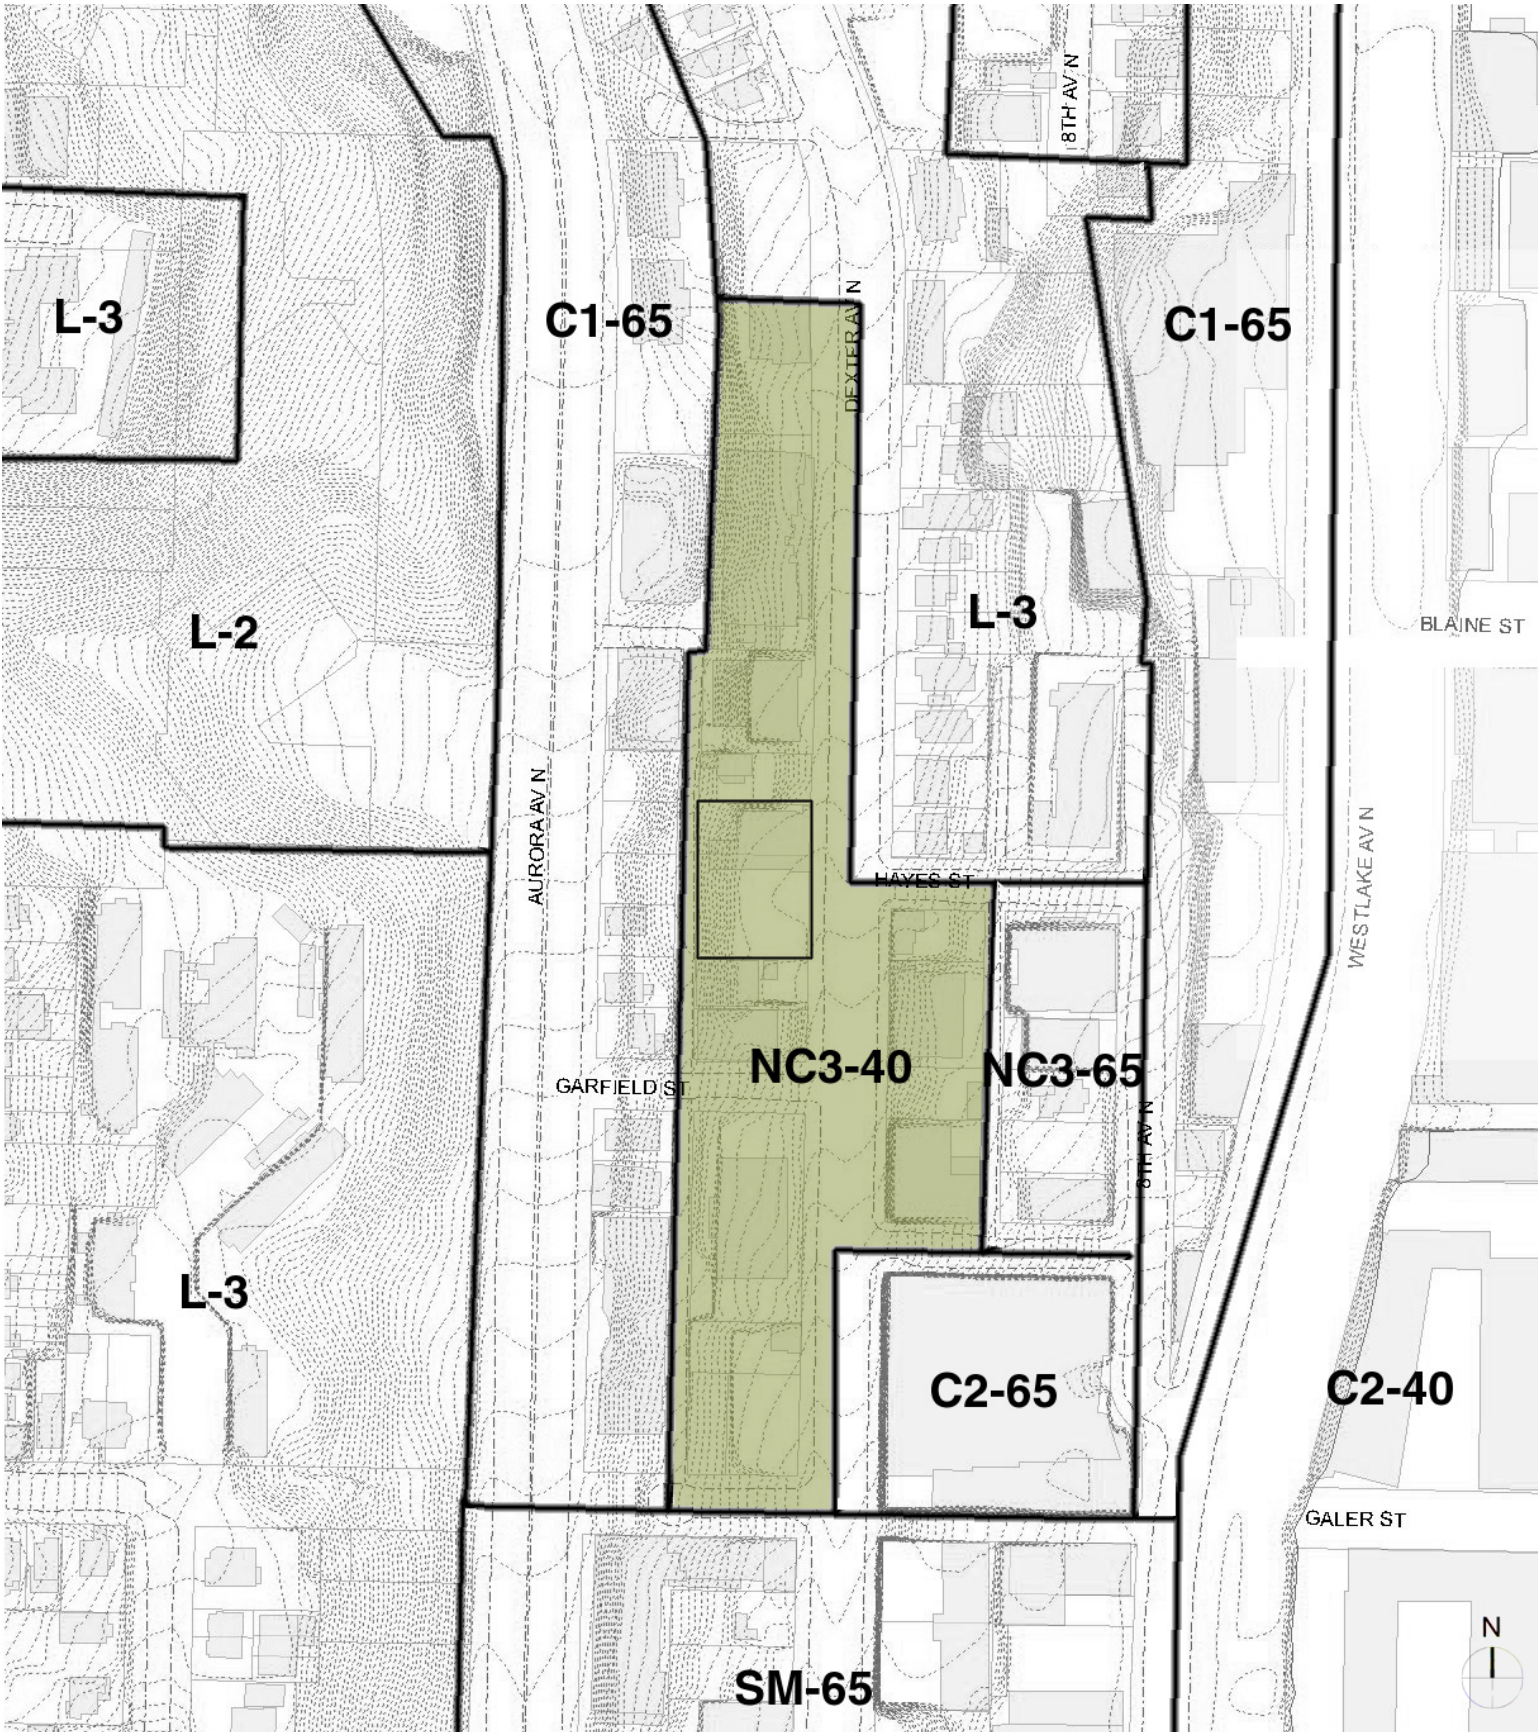 8TH AV N
L-3
C1-65
DEXTER AV N
C1-65
L-2
L-3
BLAINE ST
AURORA AV N
HAYES ST
WESTLAKE AV N
GARFIELD ST
NC3-40
NC3-65
8TH AV N
L-3
C2-65
C2-40
GALER ST
N
SM-65